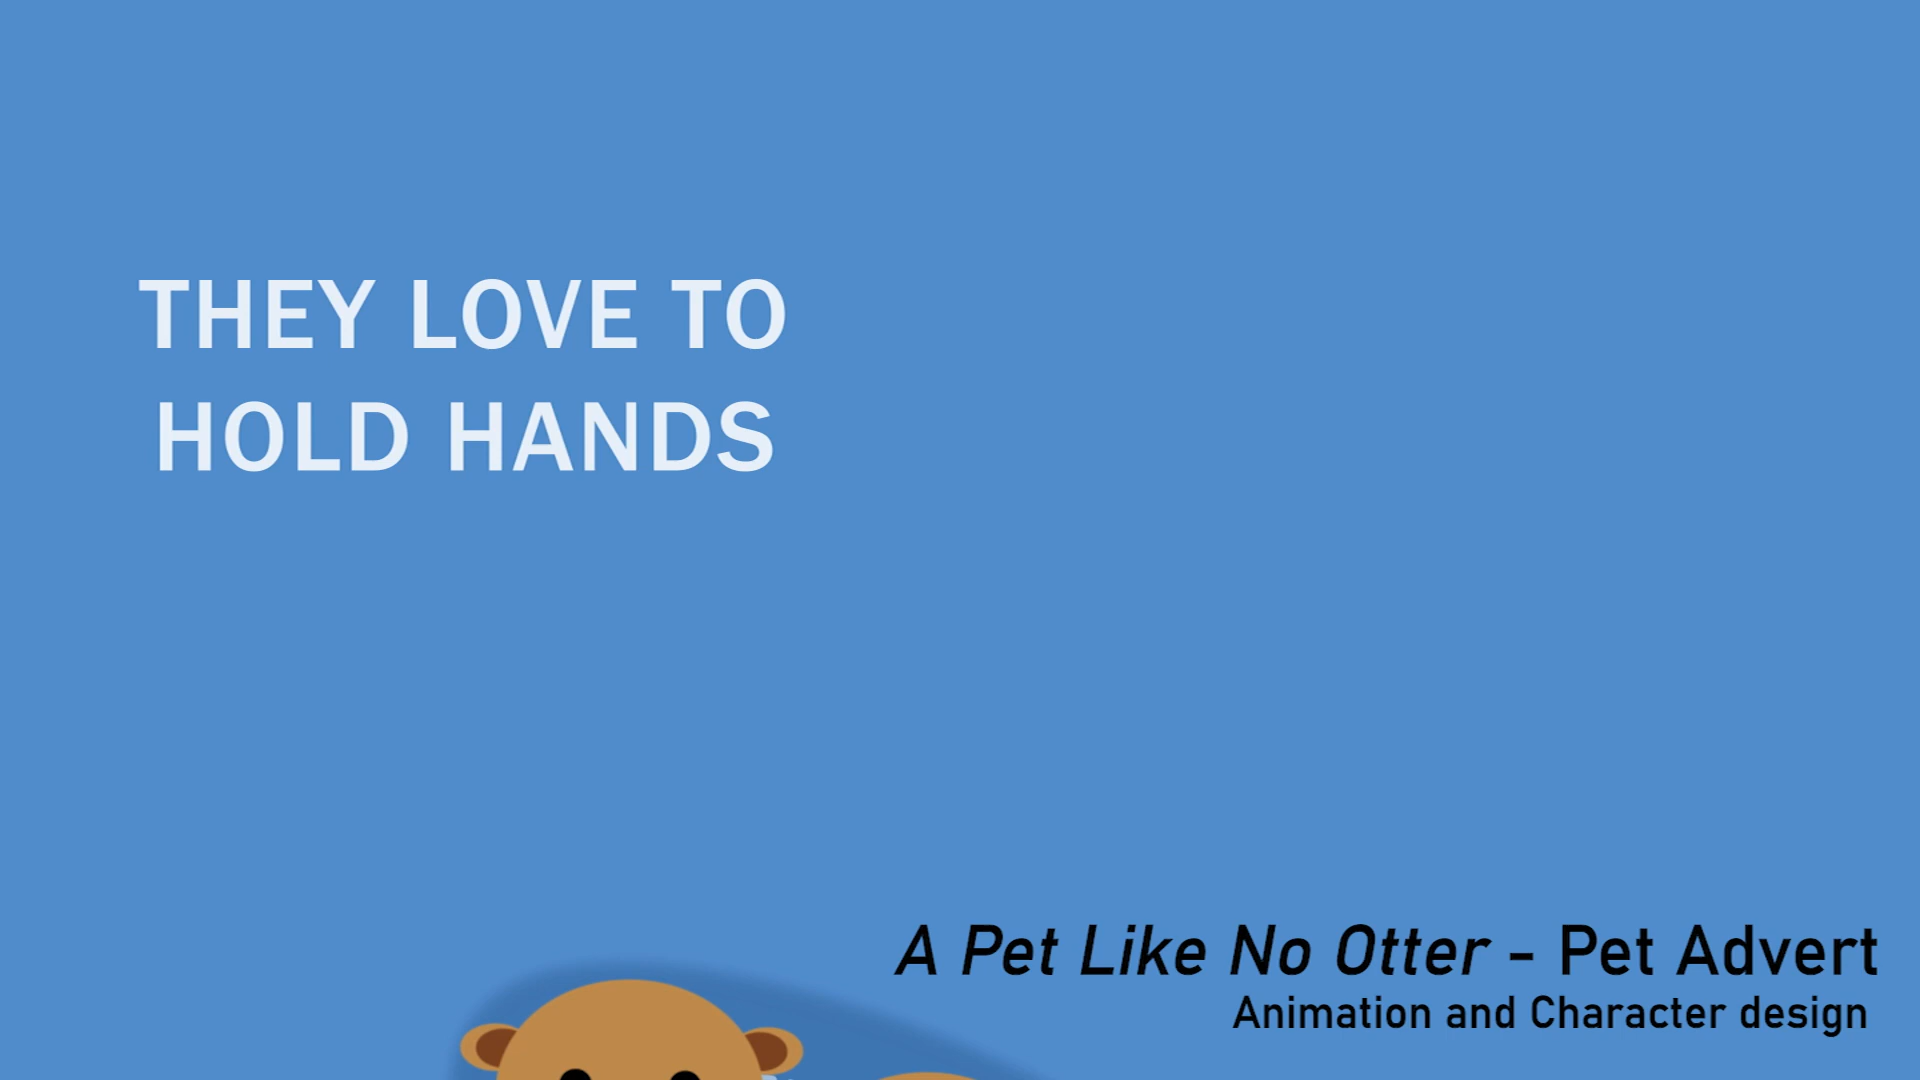 THEY LOVE TO
HOLD HANDS
A Pet Like No Otter - Pet Advert
Animation and Character design